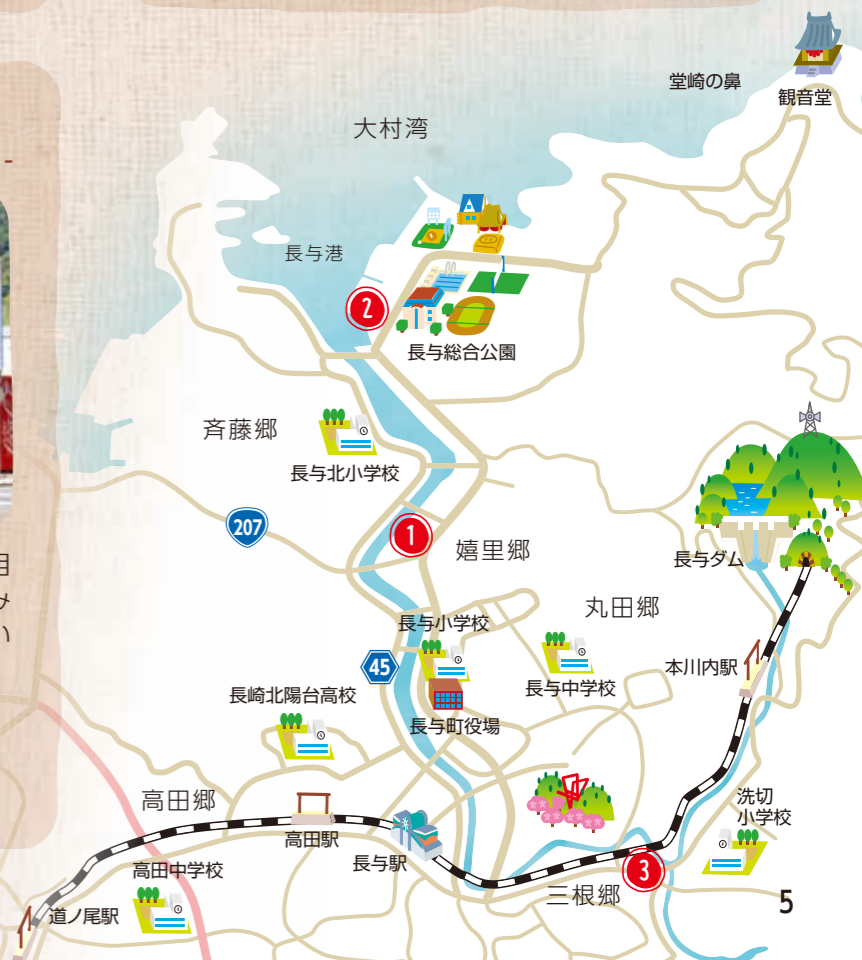 堂崎の鼻
観音堂
大村湾
長与港
2
長与総合公園
斉藤郷
長与北小学校
207
1
嬉里郷
長与ダム
目
み
い
丸田郷
長与小学校
45
長与中学校
本川内駅
長崎北陽台高校
長与町役場
高田郷
洗切
小学校
高田駅
長与駅
高田中学校
3
三根郷
道ノ尾駅
5